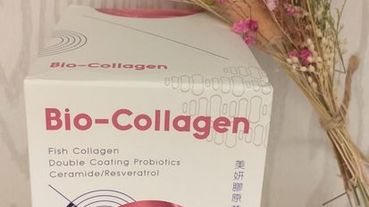 Bio-Collagen
Bio-Collagen
Fish Collagen
Double Coating Probiotics
Ceramide/Resveratrol
美妍膠原